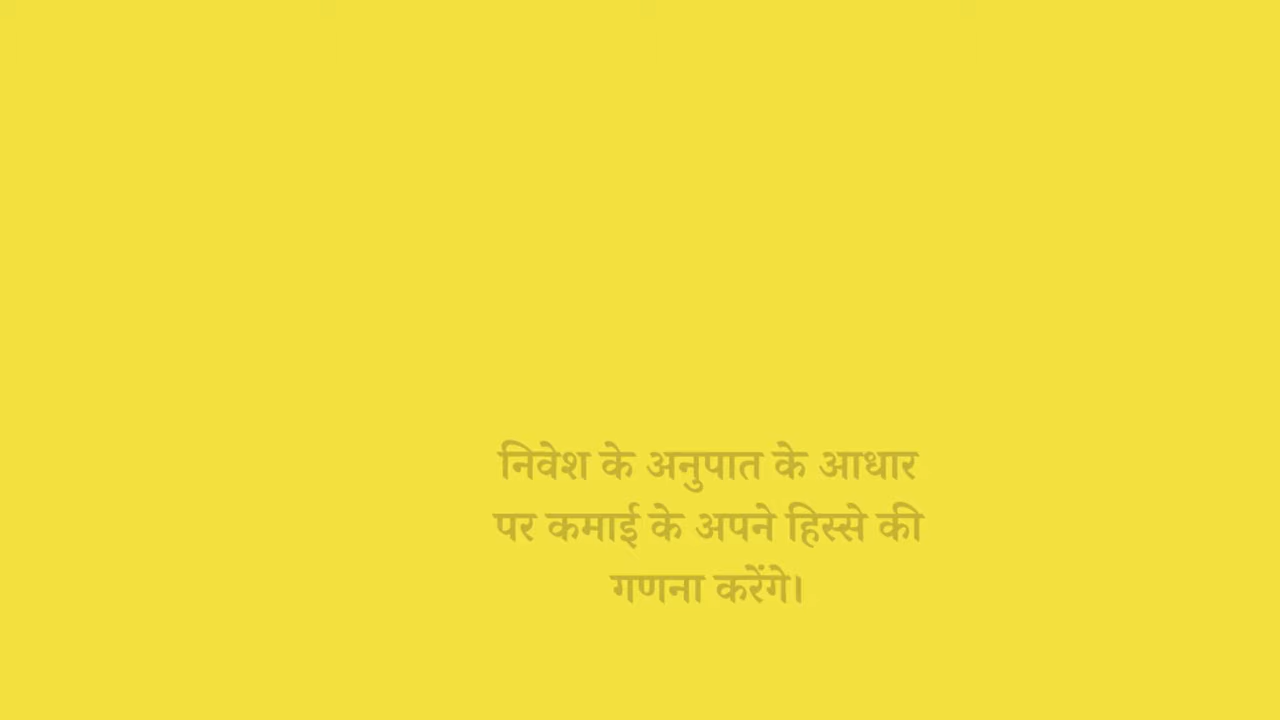 निवेश के अनुपात के आधार
पर कमाई के अपने हिस्से की
गणना करेंगे।